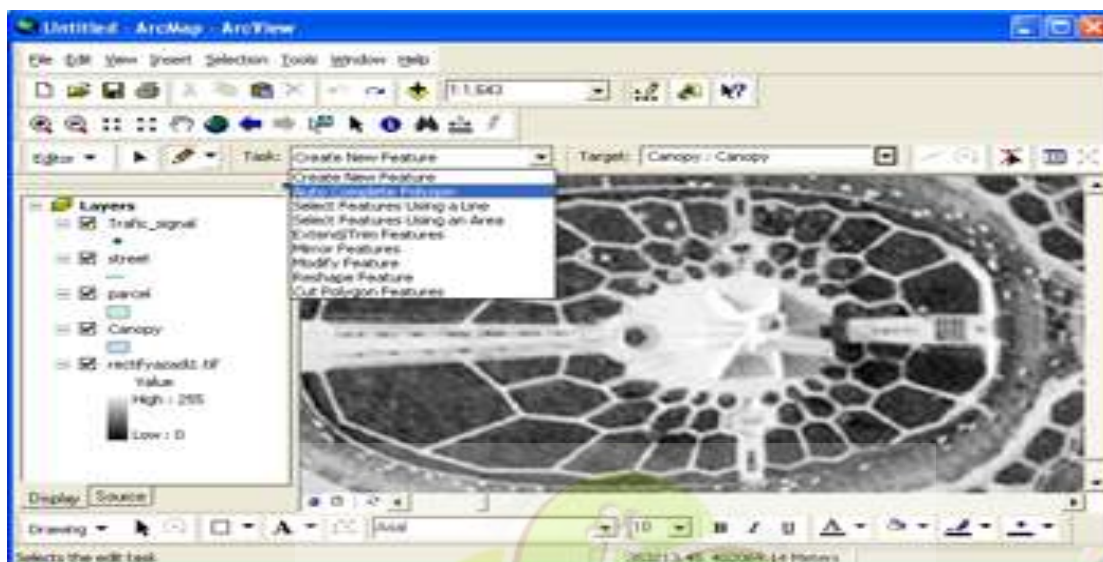 Untitled - ArcMap - ArcView
File Edit View Insert Selection Tools Window Help
1:1,643
Editor Task: Create New Feature Target: Canopy : Canopy
Create New Feature
Auto Complete Polygon
Select Features Using a Line
Select Features Using an Area
Extend/Trim Features
Mirror Features
Modify Feature
Reshape Feature
Cut Polygon Features
Layers
Trafic_signal
street
parcel
Canopy
Value
High : 255
Low : 0
Display Source
Drawing A Arial 10 B I U A
Selects the edit task. Meters